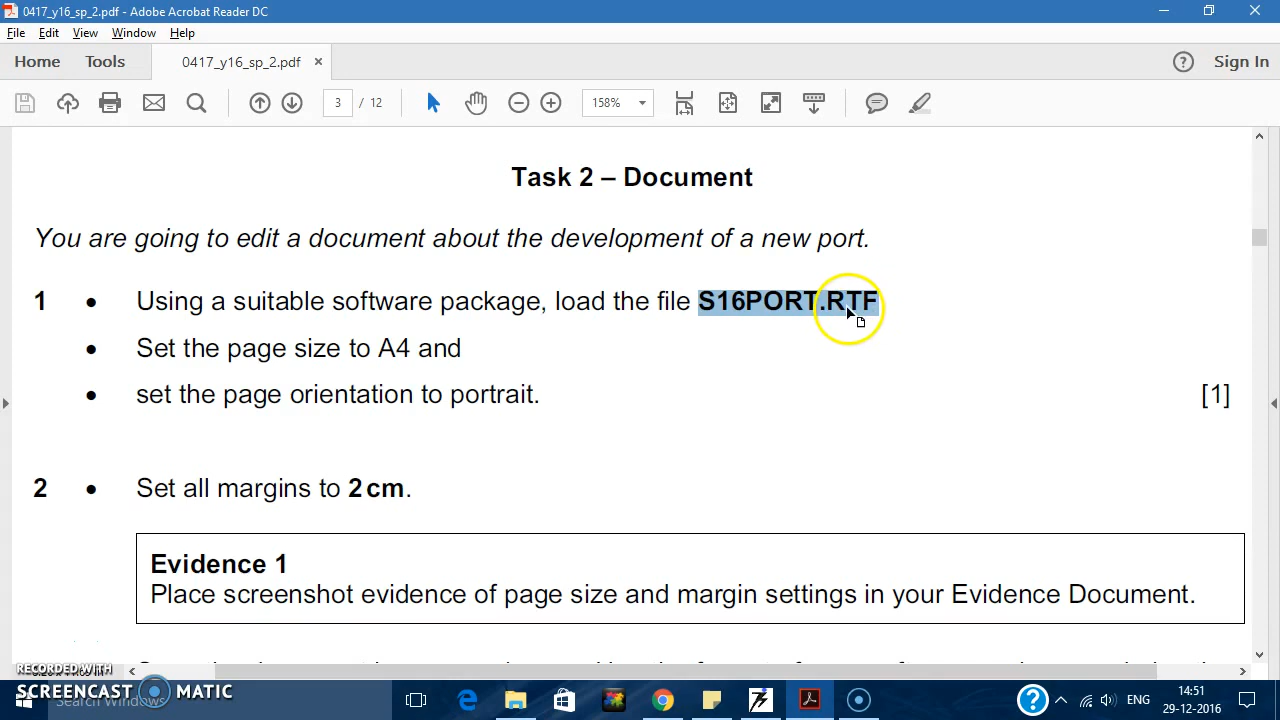 0417_y16_sp_2.pdf - Adobe Acrobat Reader DC
File Edit View Window Help
Home Tools 0417_y16_sp_2.pdf × ? Sign In
3 / 12 158%
Task 2 – Document
You are going to edit a document about the development of a new port.
1 • Using a suitable software package, load the file S16PORT.RTF
• Set the page size to A4 and
• set the page orientation to portrait. [1]
2 • Set all margins to 2 cm.
Evidence 1
Place screenshot evidence of page size and margin settings in your Evidence Document.
RECORDED WITH
SCREENCAST MATIC
Search Windows
ENG
14:51
29-12-2016